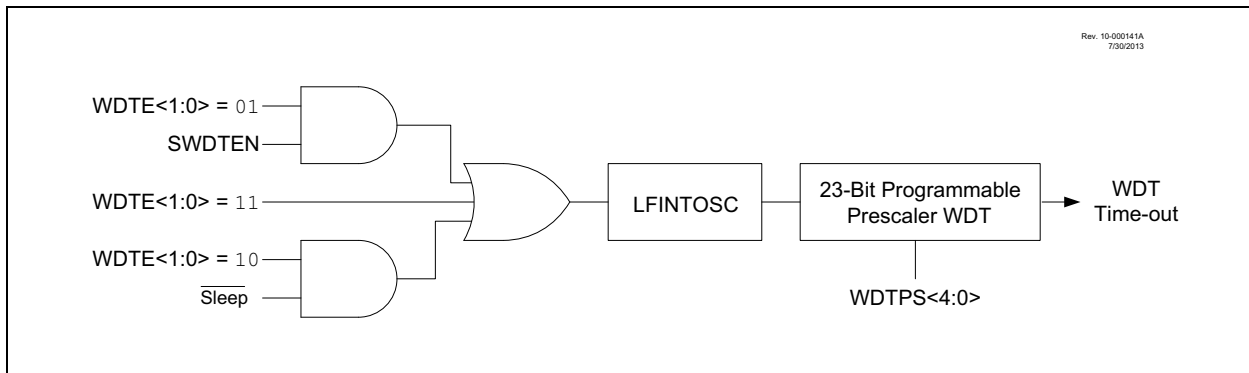 Rev. 10-000141A
7/30/2013
WDTE<1:0> = 01
SWDTEN
WDTE<1:0> = 11
WDTE<1:0> = 10
Sleep
LFINTOSC
23-Bit Programmable
Prescaler WDT
WDT
Time-out
WDTPS<4:0>